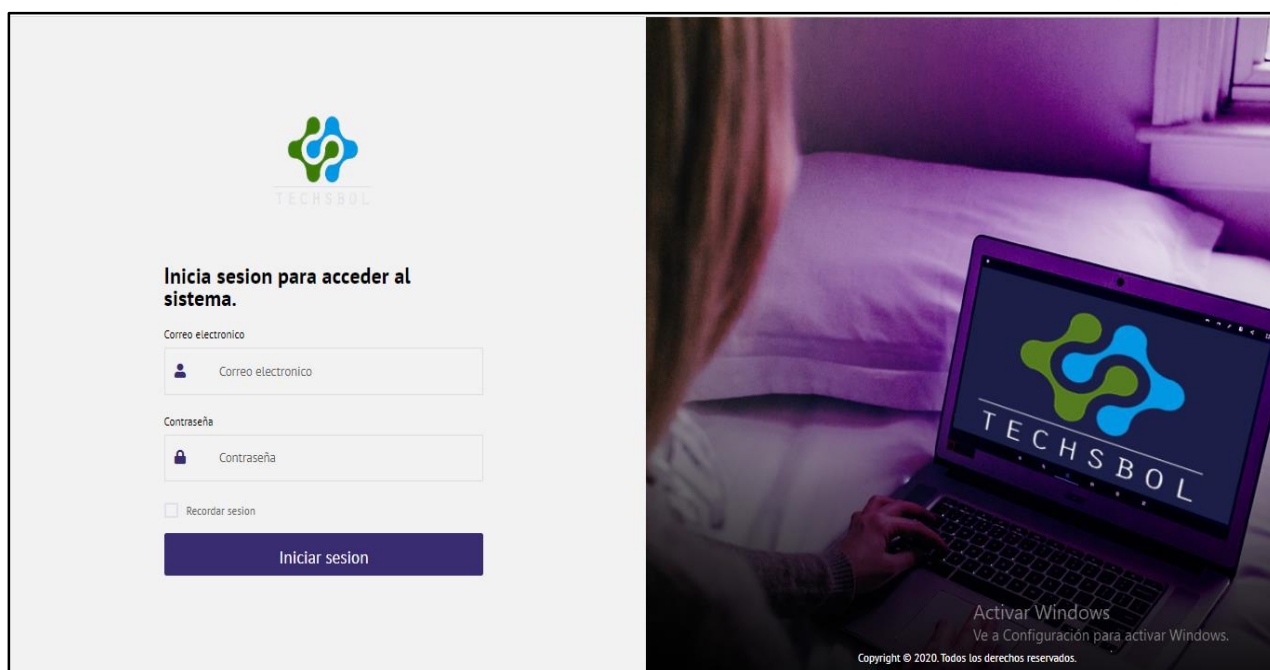 TECHSBOL
Inicia sesion para acceder al
sistema.
Correo electronico
Correo electronico
Contraseña
Contraseña
Recordar sesion
Iniciar sesion
TECHSBOL
Activar Windows
Ve a Configuración para activar Windows.
Copyright © 2020. Todos los derechos reservados.